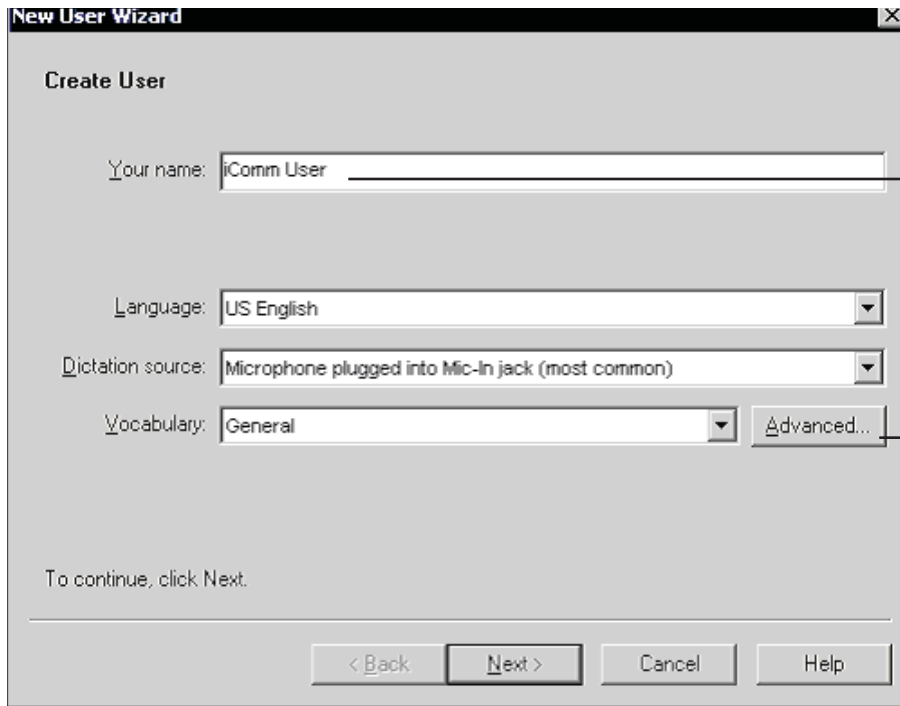 New User Wizard
Create User
Your name: iComm User
Language: US English
Dictation source: Microphone plugged into Mic-In jack (most common)
Vocabulary: General Advanced...
To continue, click Next.
< Back Next > Cancel Help